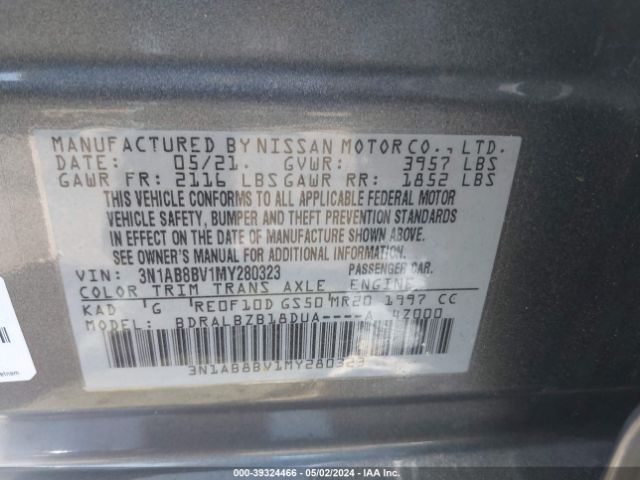 MANUFACTURED BY NISSAN MOTOR CO., LTD.
DATE: 05/21. GVWR: 3957 LBS
GAWR FR: 2116 LBS GAWR RR: 1852 LBS
THIS VEHICLE CONFORMS TO ALL APPLICABLE FEDERAL MOTOR
VEHICLE SAFETY, BUMPER AND THEFT PREVENTION STANDARDS
IN EFFECT ON THE DATE OF MANUFACTURE SHOWN ABOVE.
SEE OWNER'S MANUAL FOR ADDITIONAL INFORMATION.
VIN: 3N1AB8BV1MY280323 PASSENGER CAR.
COLOR TRIM TRANS AXLE ENGINE
KAD G RE0F10D GS50 MR20 1997 CC
MODEL: BDRALBZB18DUA----A 47000
3N1AB8BV1MY280323
000-39324466 - 05/02/2024 - IAA Inc.